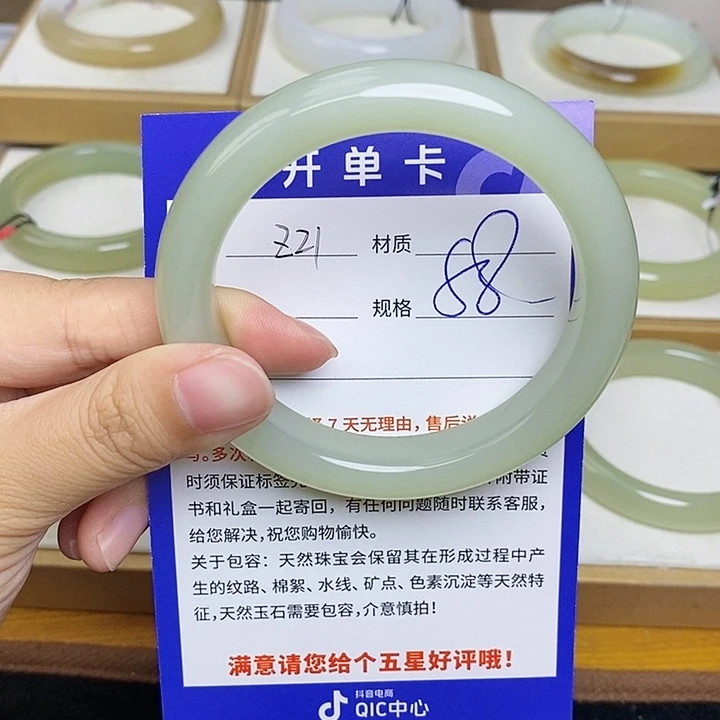 开单卡
Z21 材质 88
规格
7天无理由，售后
多次
时须保证标签完 附带证
书和礼盒一起寄回，有任何问题随时联系客服，
给您解决,祝您购物愉快。
关于包容：天然珠宝会保留其在形成过程中产
生的纹路、棉絮、水线、矿点、色素沉淀等天然特
征,天然玉石需要包容,介意慎拍！
满意请您给个五星好评哦！
抖音电商
QIC中心